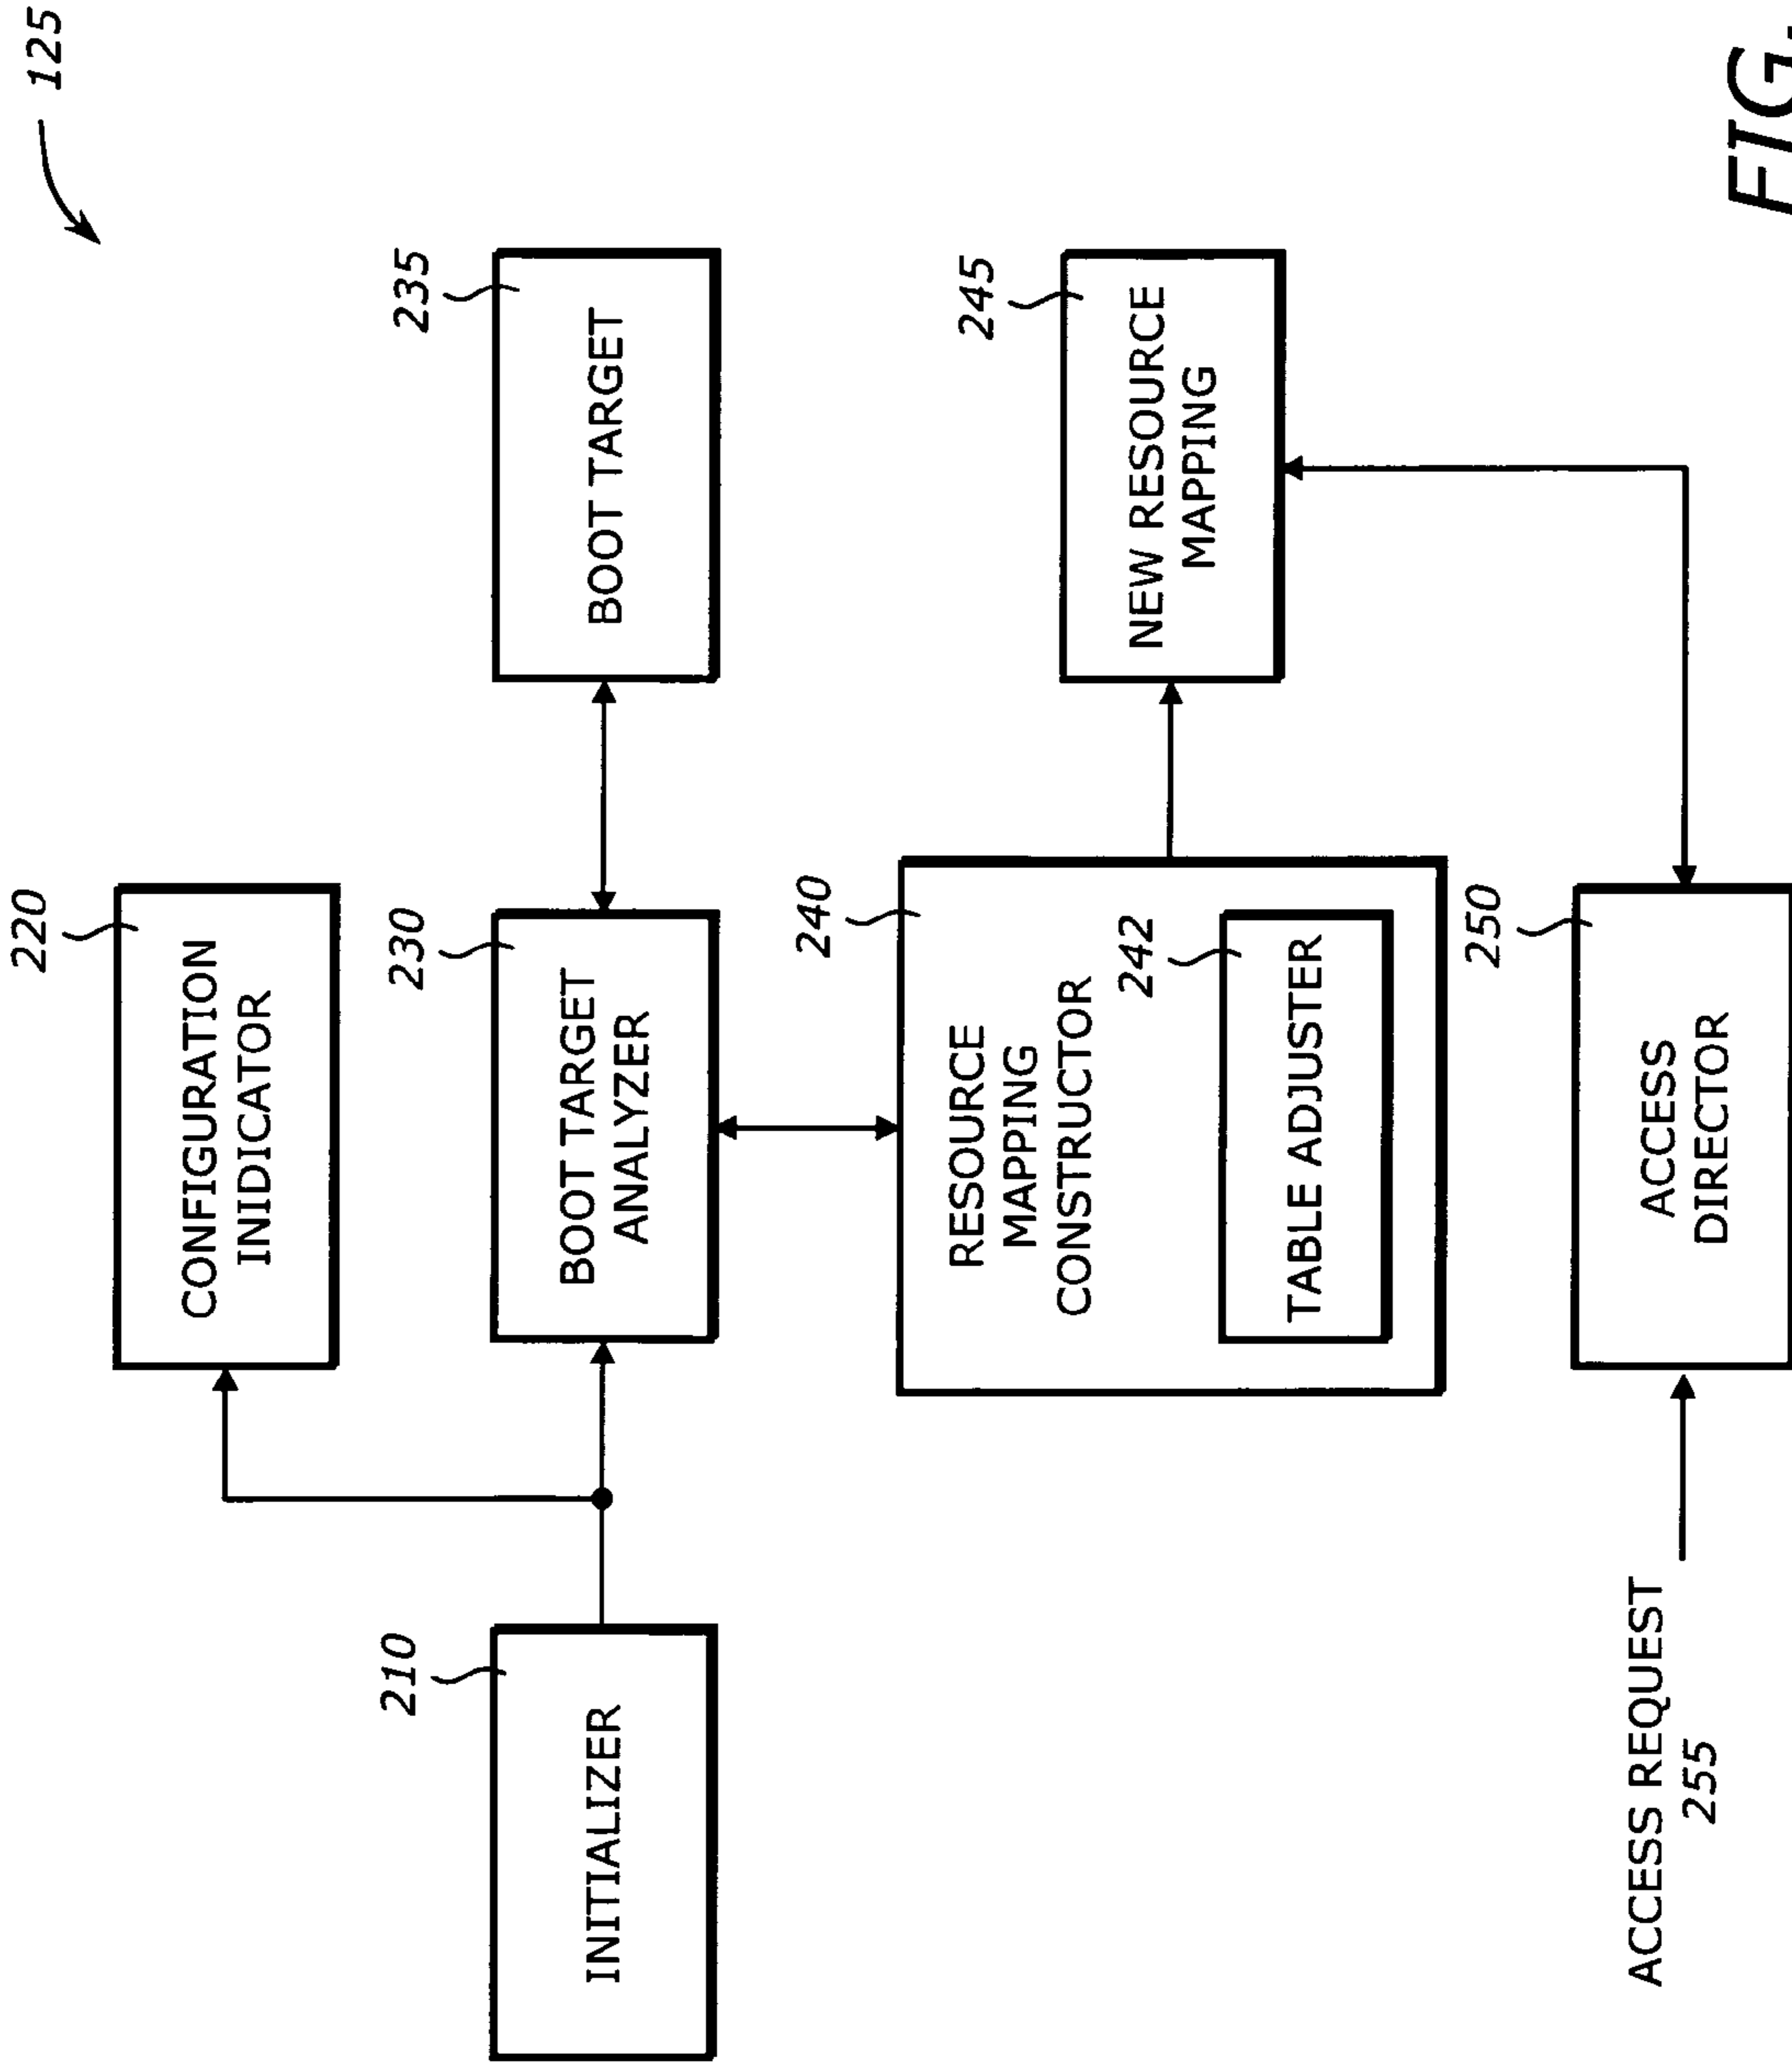 125
220
CONFIGURATION
INIDICATOR
210
INITIALIZER
230
BOOT TARGET
ANALYZER
235
BOOT TARGET
240
RESOURCE
MAPPING
CONSTRUCTOR
242
TABLE ADJUSTER
245
NEW RESOURCE
MAPPING
250
ACCESS
DIRECTOR
ACCESS REQUEST
255
FIG.